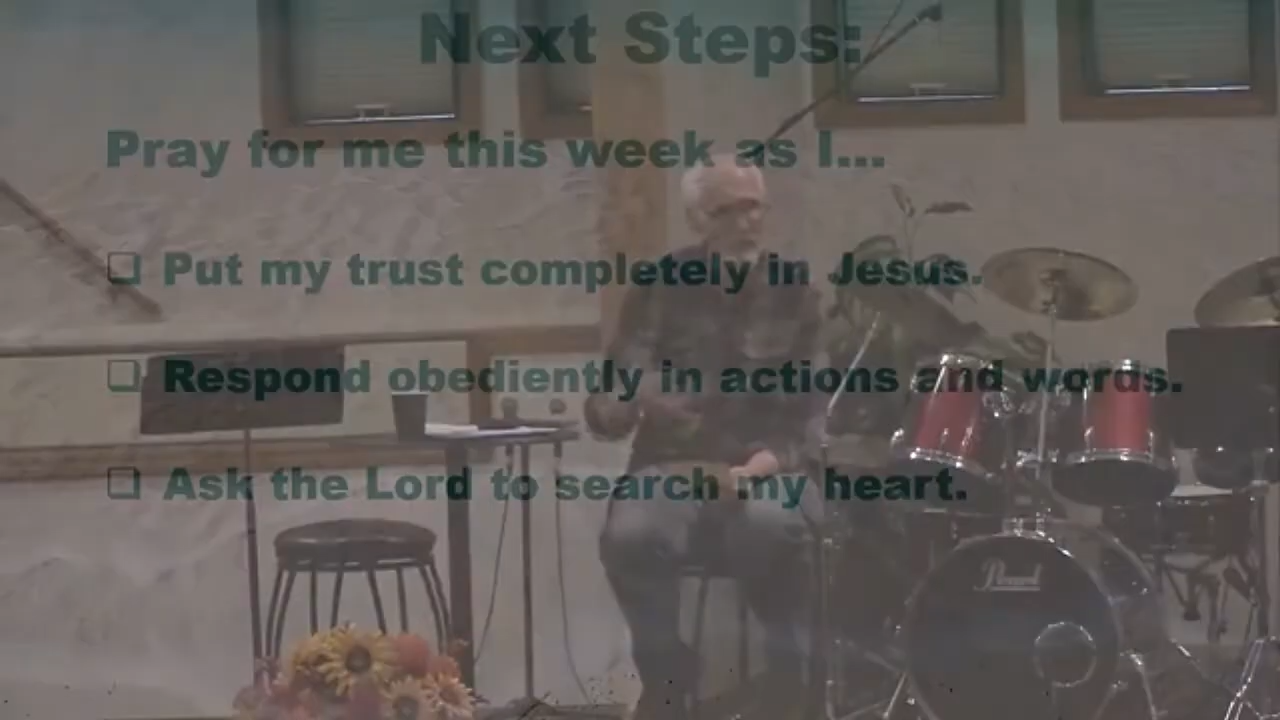 Next Steps:
Pray for me this week as I...
❑ Put my trust completely in Jesus.
❑ Respond obediently in actions and words.
❑ Ask the Lord to search my heart.
Pearl